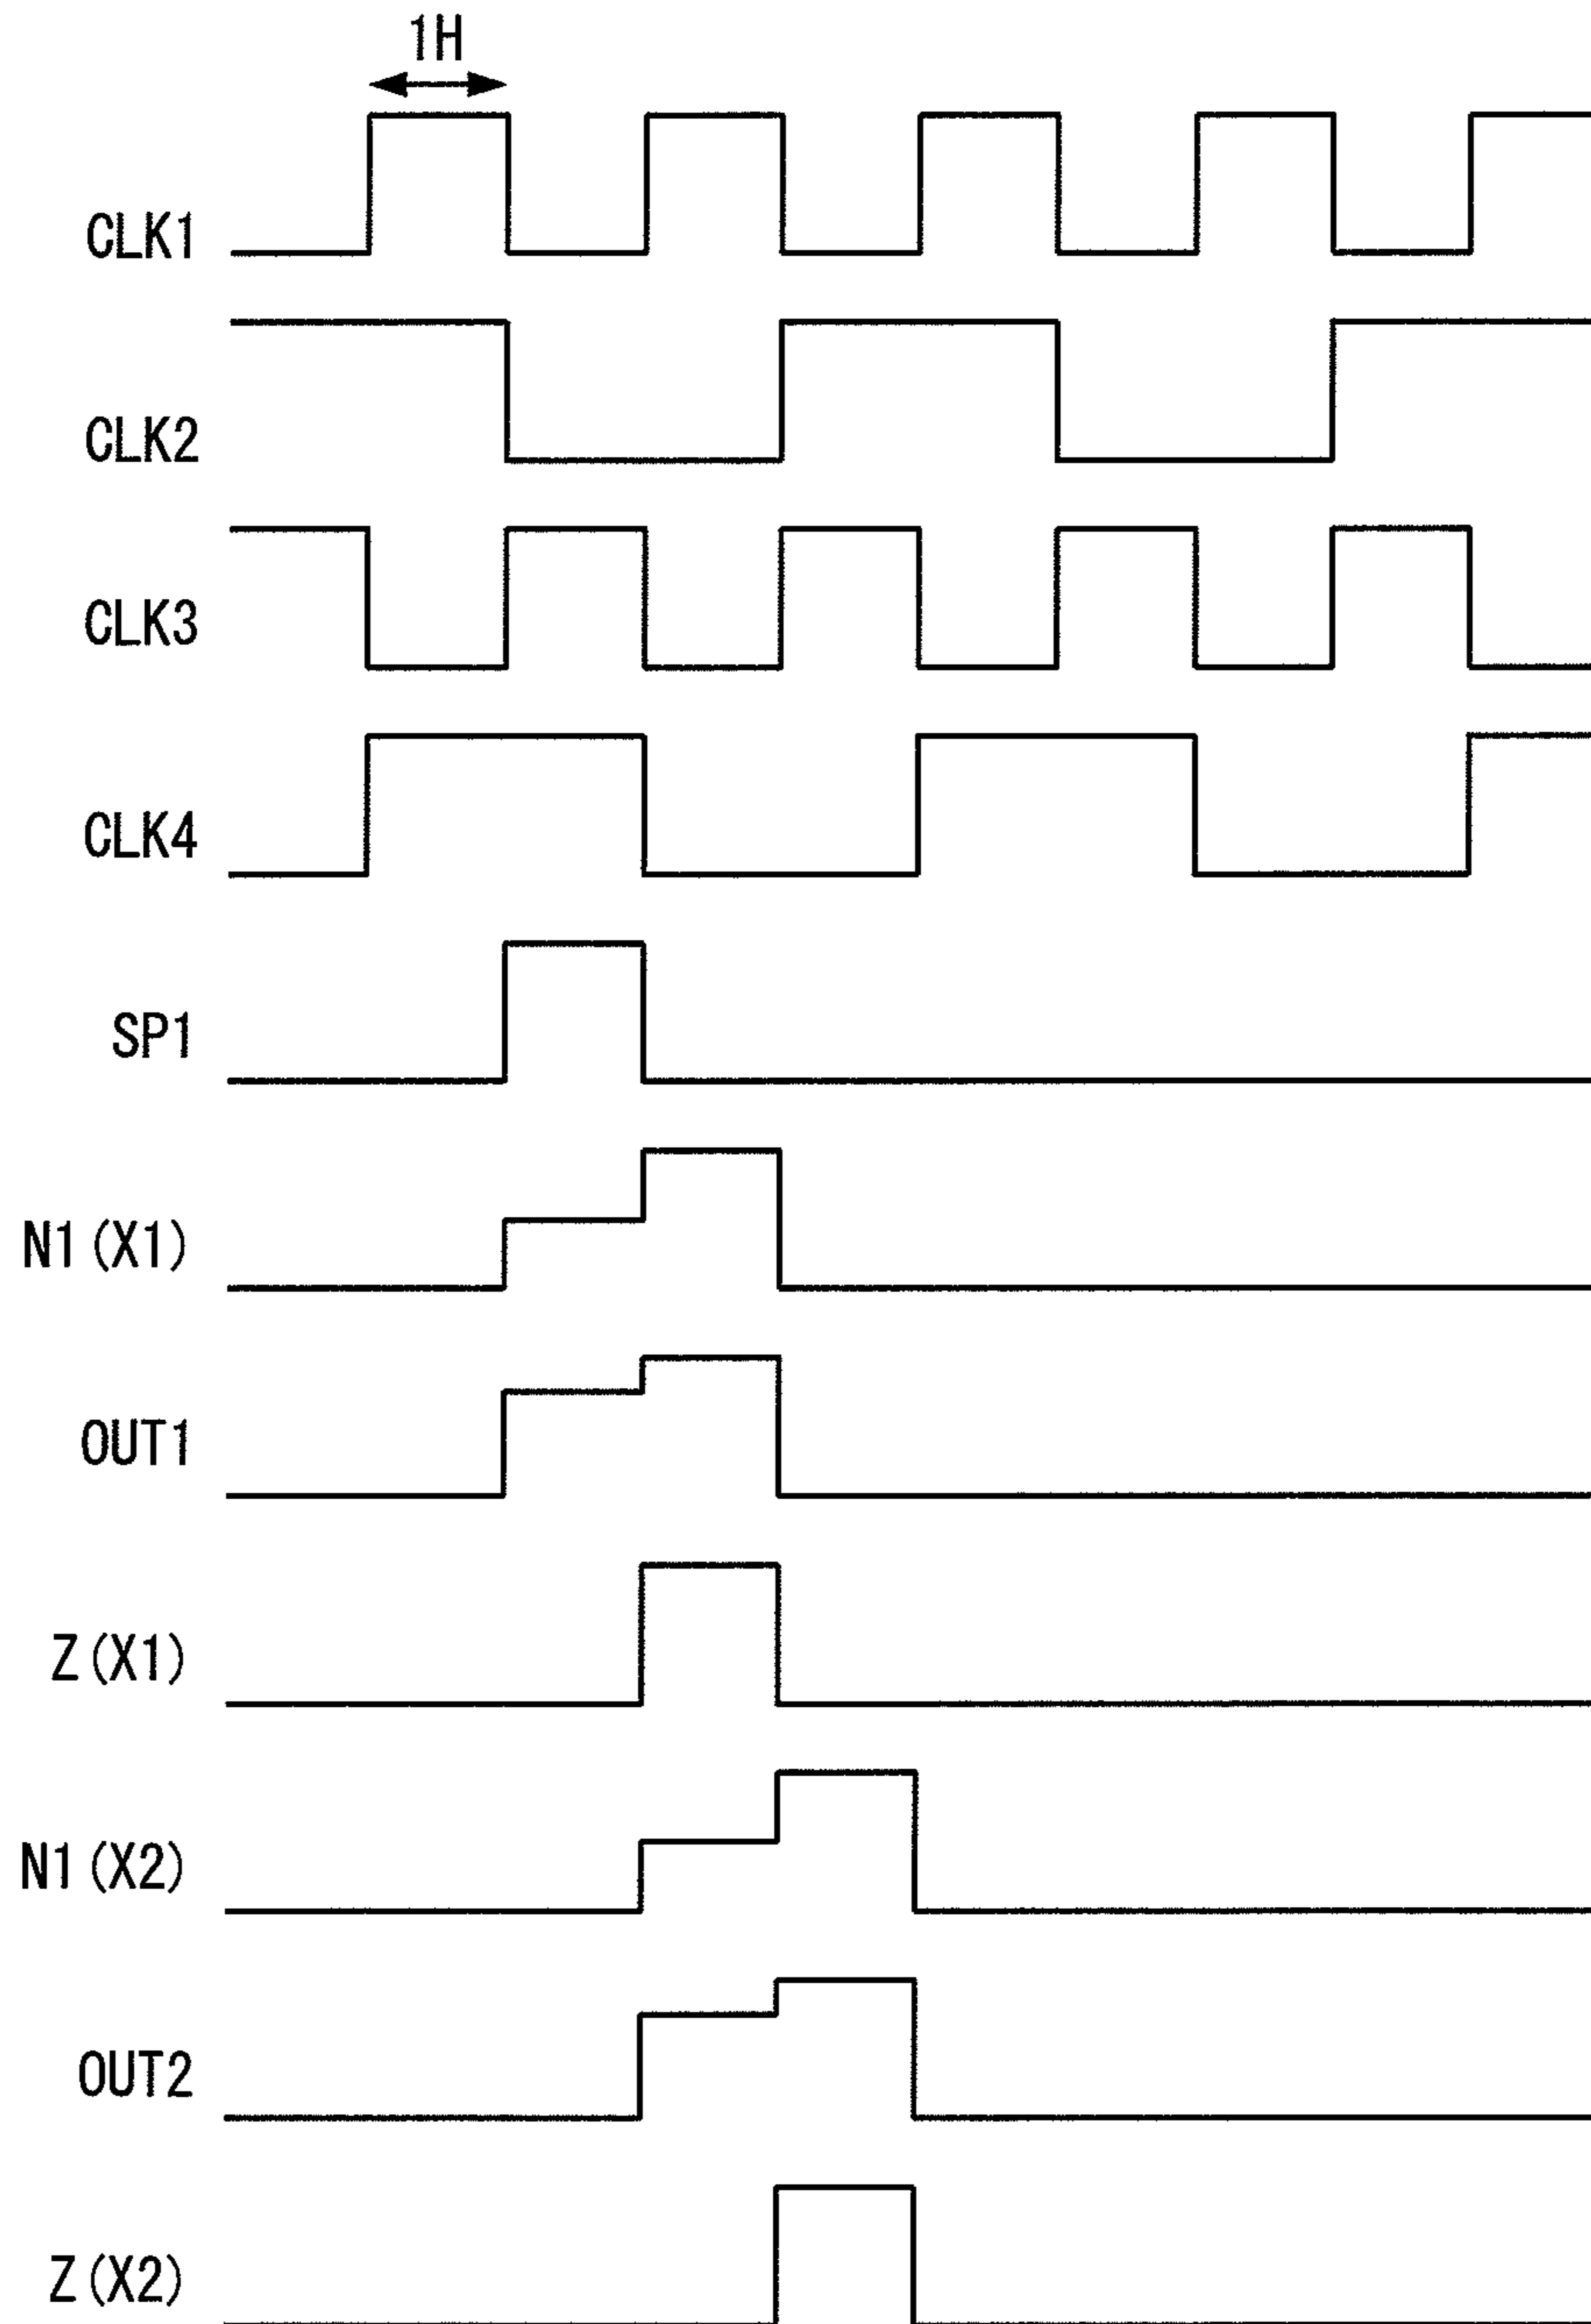 1H
CLK1
CLK2
CLK3
CLK4
SP1
N1(X1)
OUT1
Z(X1)
N1(X2)
OUT2
Z(X2)